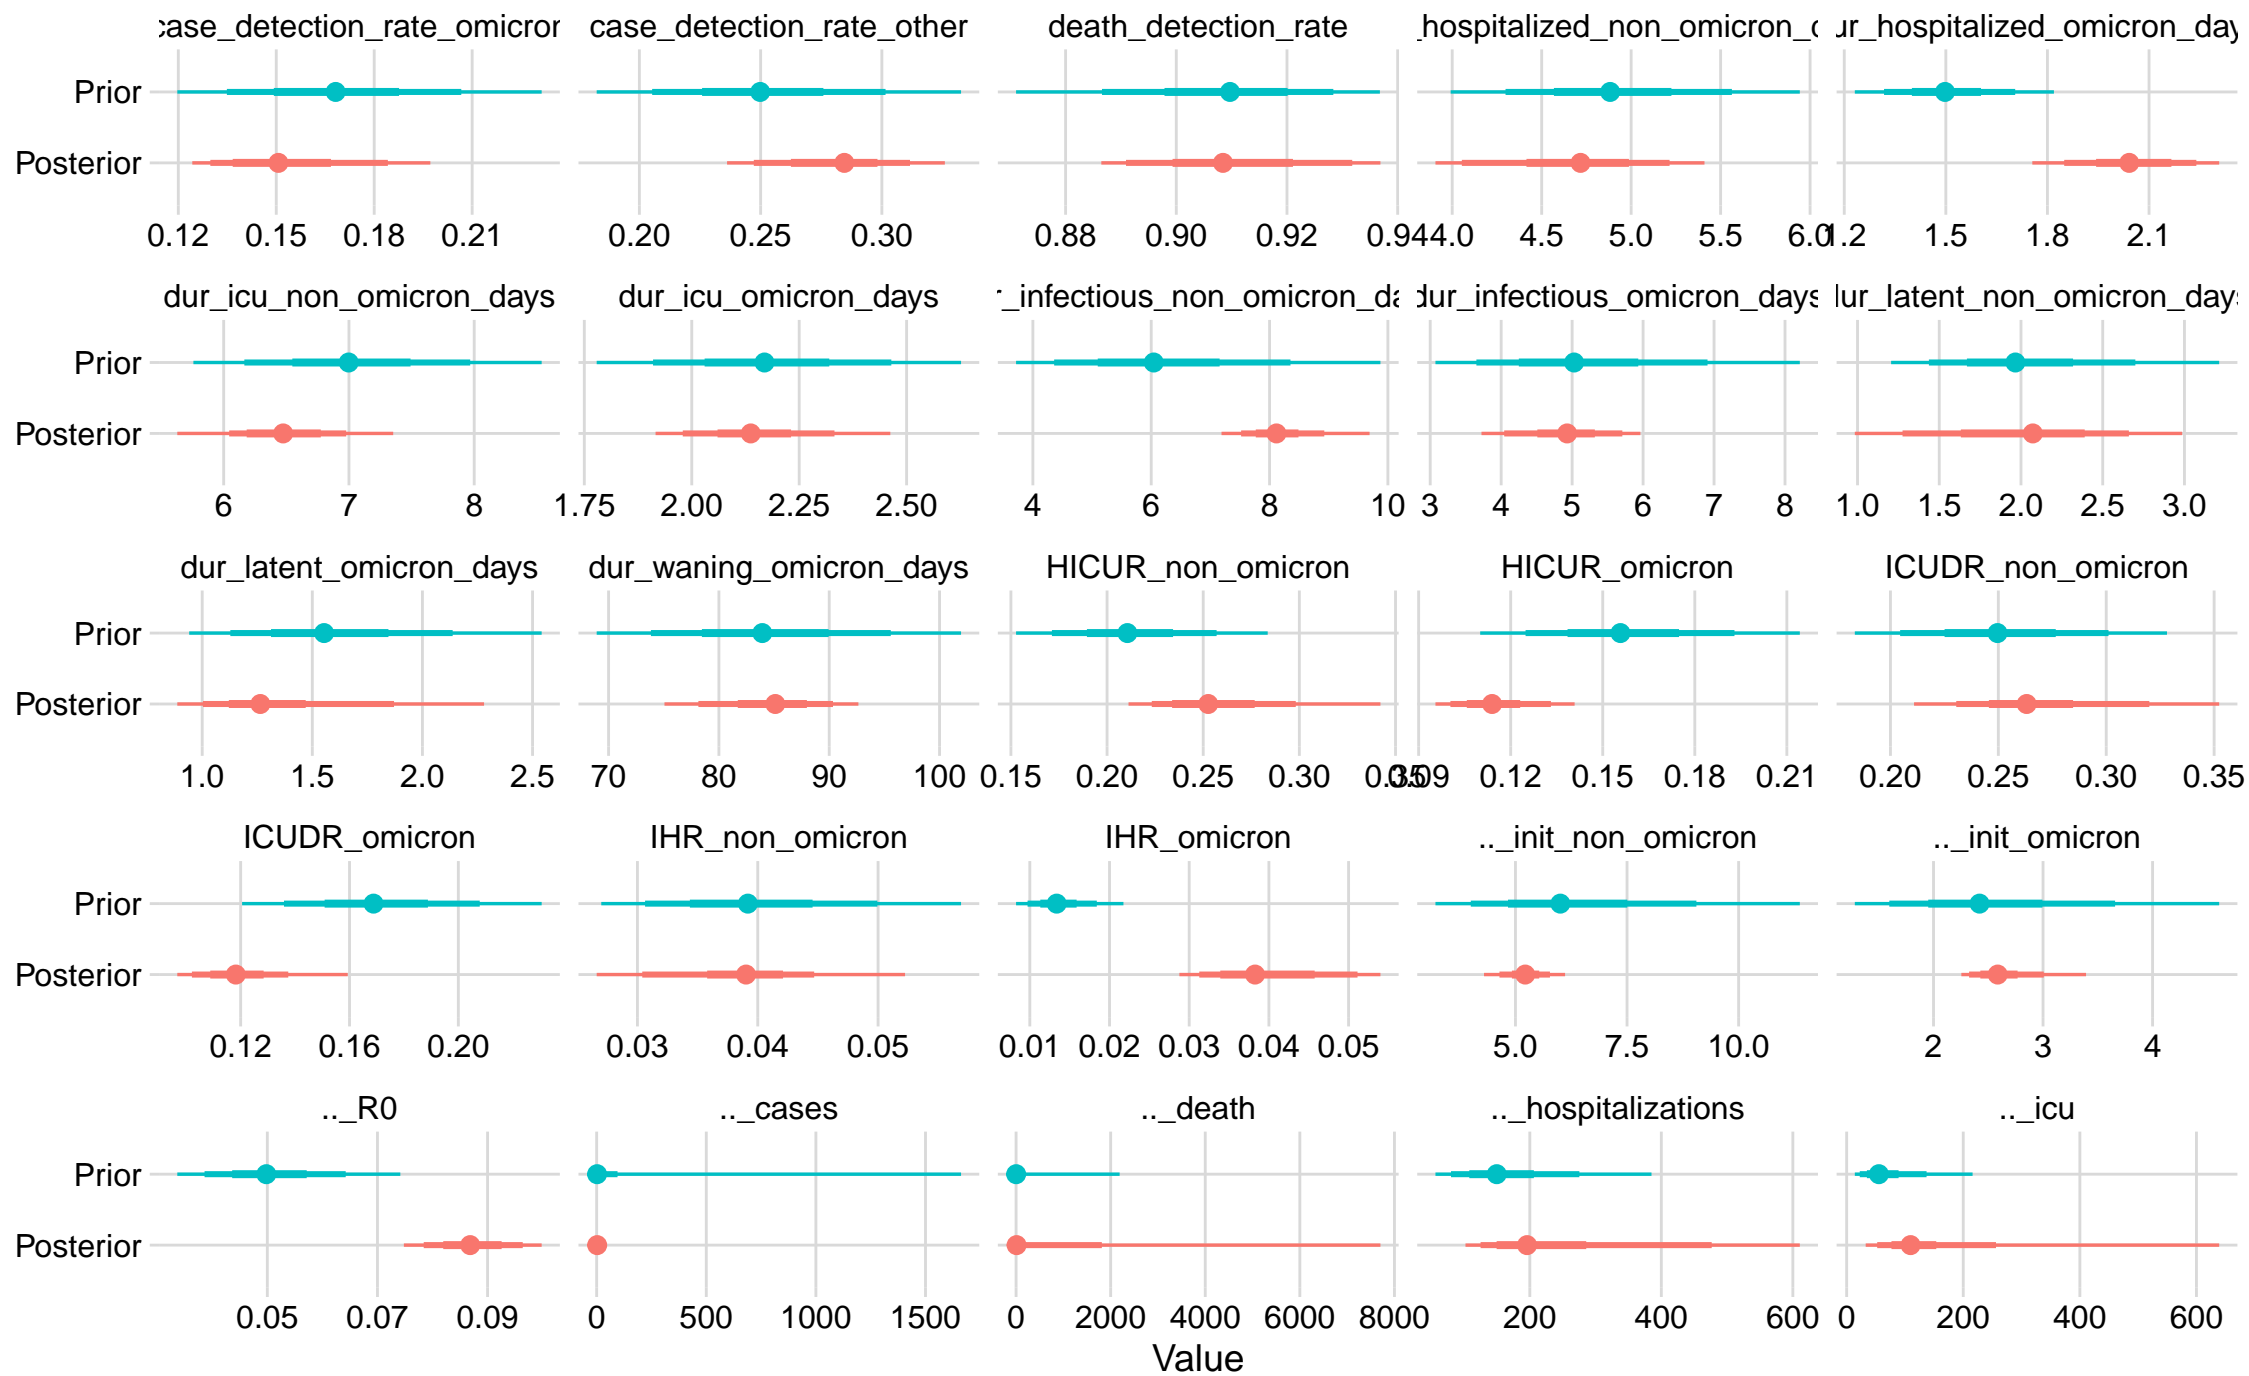 case_detection_rate_omicron case_detection_rate_other death_detection_rate _hospitalized_non_omicron_d ur_hospitalized_omicron_day
Prior
Posterior
0.12 0.15 0.18 0.21 0.20 0.25 0.30 0.88 0.90 0.92 0.94 4.0 4.5 5.0 5.5 6.0 1.2 1.5 1.8 2.1
dur_icu_non_omicron_days dur_icu_omicron_days r_infectious_non_omicron_da dur_infectious_omicron_days dur_latent_non_omicron_days
Prior
Posterior
6 7 8 1.75 2.00 2.25 2.50 4 6 8 10 3 4 5 6 7 8 1.0 1.5 2.0 2.5 3.0
dur_latent_omicron_days dur_waning_omicron_days HICUR_non_omicron HICUR_omicron ICUDR_non_omicron
Prior
Posterior
1.0 1.5 2.0 2.5 70 80 90 100 0.15 0.20 0.25 0.30 0.35 0.09 0.12 0.15 0.18 0.21 0.20 0.25 0.30 0.35
ICUDR_omicron IHR_non_omicron IHR_omicron .._init_non_omicron .._init_omicron
Prior
Posterior
0.12 0.16 0.20 0.03 0.04 0.05 0.01 0.02 0.03 0.04 0.05 5.0 7.5 10.0 2 3 4
.._R0 .._cases .._death .._hospitalizations .._icu
Prior
Posterior
0.05 0.07 0.09 0 500 1000 1500 0 2000 4000 6000 8000 200 400 600 0 200 400 600
Value